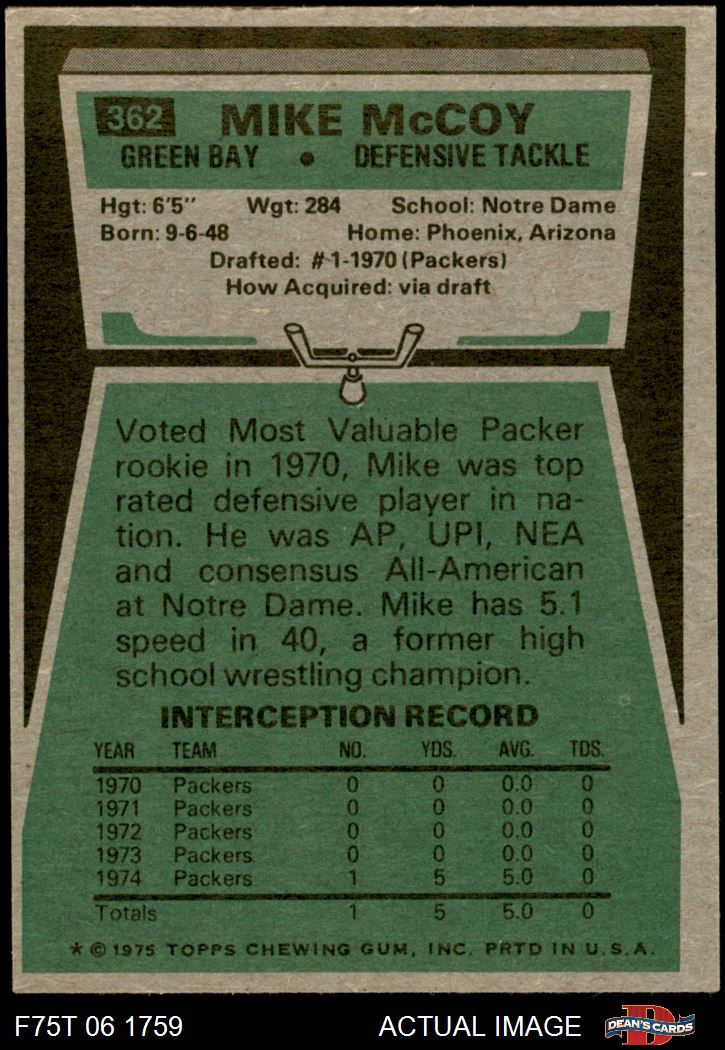 362 MIKE McCOY
GREEN BAY • DEFENSIVE TACKLE
Hgt: 6'5" Wgt: 284 School: Notre Dame
Born: 9-6-48 Home: Phoenix, Arizona
Drafted: #1-1970 (Packers)
How Acquired: via draft
Voted Most Valuable Packer
rookie in 1970, Mike was top
rated defensive player in na-
tion. He was AP, UPI, NEA
and consensus All-American
at Notre Dame. Mike has 5.1
speed in 40, a former high
school wrestling champion.
INTERCEPTION RECORD
YEAR TEAM NO. YDS. AVG. TDS.
1970 Packers 0 0 0.0 0
1971 Packers 0 0 0.0 0
1972 Packers 0 0 0.0 0
1973 Packers 0 0 0.0 0
1974 Packers 1 5 5.0 0
Totals 1 5 5.0 0
* © 1975 TOPPS CHEWING GUM, INC. PRTD IN U.S.A.
F75T 06 1759 ACTUAL IMAGE D DEAN'S CARDS